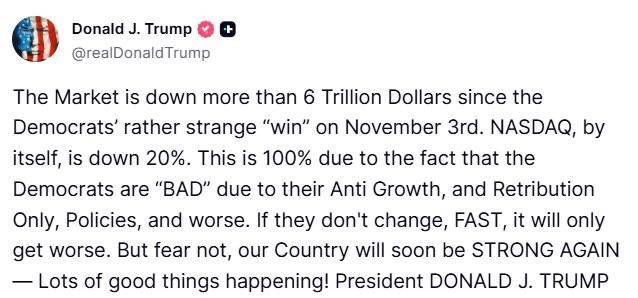 Donald J. Trump
@realDonaldTrump
The Market is down more than 6 Trillion Dollars since the
Democrats’ rather strange “win” on November 3rd. NASDAQ, by
itself, is down 20%. This is 100% due to the fact that the
Democrats are “BAD” due to their Anti Growth, and Retribution
Only, Policies, and worse. If they don't change, FAST, it will only
get worse. But fear not, our Country will soon be STRONG AGAIN
— Lots of good things happening! President DONALD J. TRUMP